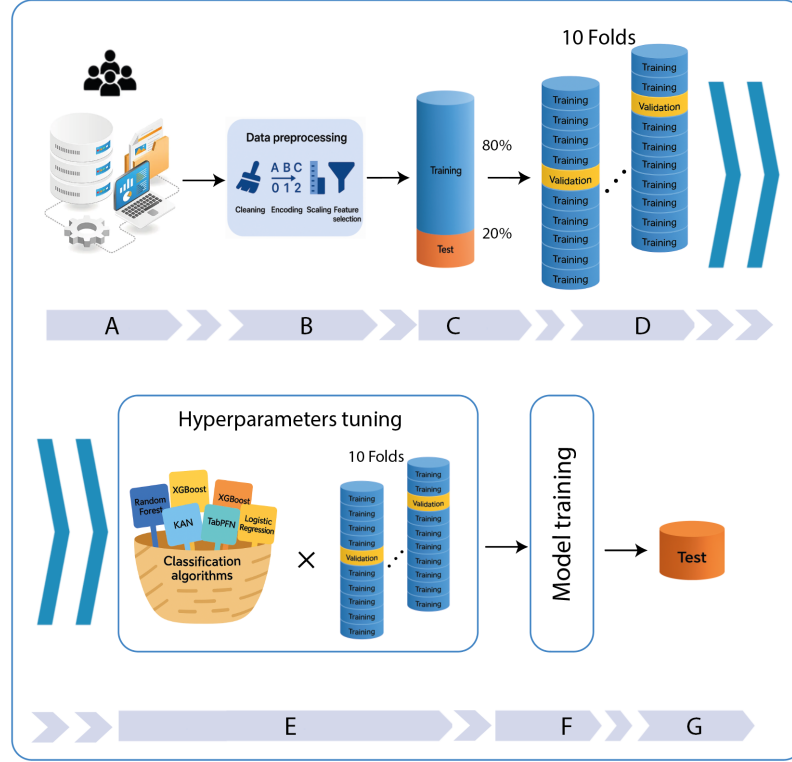 10 Folds
Data preprocessing
A B C
0 1 2
Cleaning
Encoding
Scaling
Feature
selection
Training
80%
20%
Test
Training
Training
Training
Training
Validation
Training
Training
Training
Training
Training
Training
Training
Validation
Training
Training
Training
Training
Training
Training
Training
A
B
C
D
Hyperparameters tuning
Random
Forest
XGBoost
XGBoost
KAN
TabPFN
Logistic
Regression
Classification
algorithms
×
10 Folds
Training
Training
Training
Training
Validation
Training
Training
Training
Training
Training
Training
Training
Validation
Training
Training
Training
Training
Training
Training
Training
Model training
Test
E
F
G